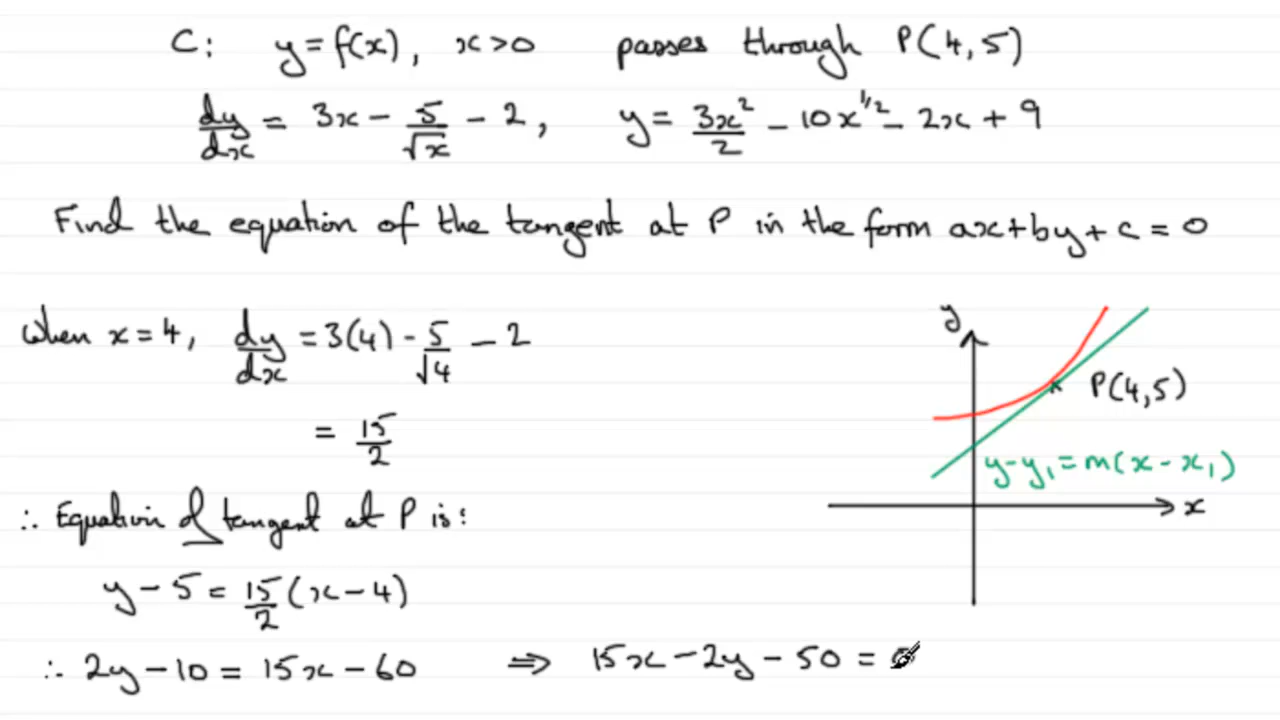 C: y = f(x), x > 0 passes through P(4, 5)
dy/dx = 3x - 5/√x - 2, y = 3x²/2 - 10x^1/2 - 2x + 9
Find the equation of the tangent at P in the form ax + by + c = 0
When x = 4, dy/dx = 3(4) - 5/√4 - 2
= 15/2
∴ Equation of tangent at P is:
y - 5 = 15/2 (x - 4)
∴ 2y - 10 = 15x - 60 ⇒ 15x - 2y - 50 = 0
y
P(4, 5)
y - y₁ = m(x - x₁)
x